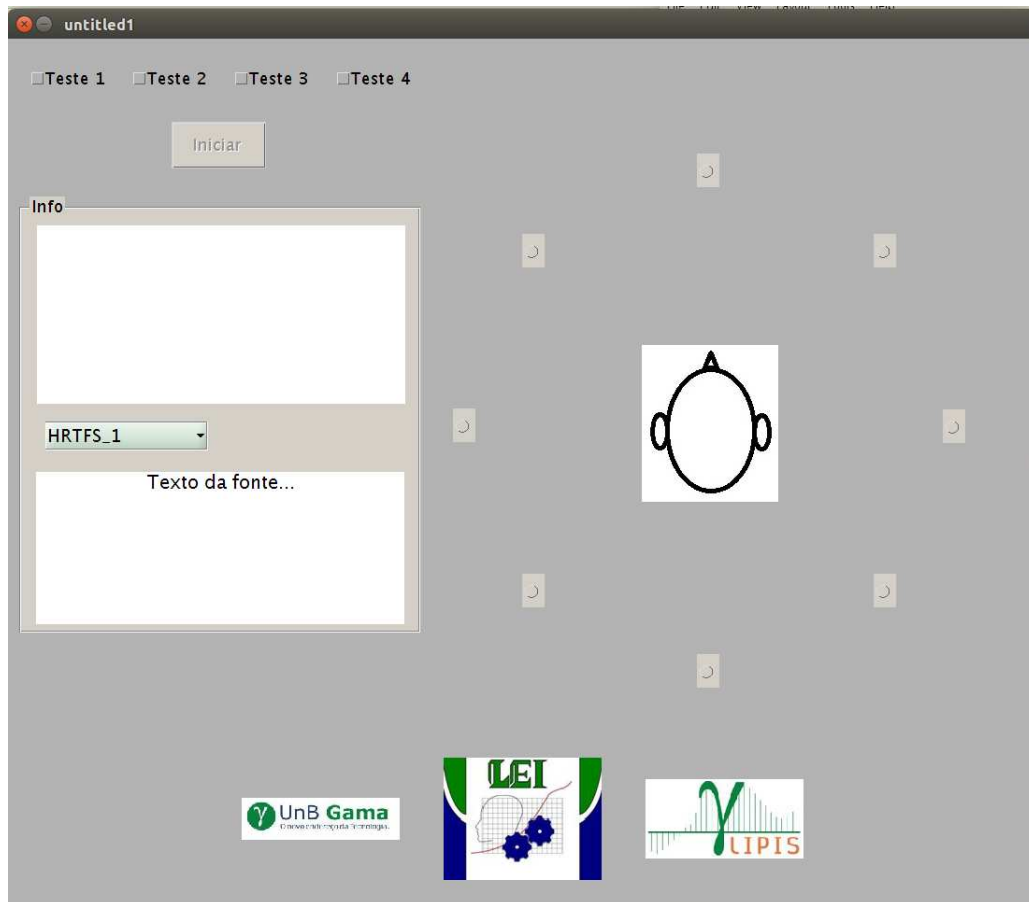 untitled1
Teste 1 Teste 2 Teste 3 Teste 4
Iniciar
Info
HRTFS_1
Texto da fonte...
UnB Gama
LEI
γ LIPIS